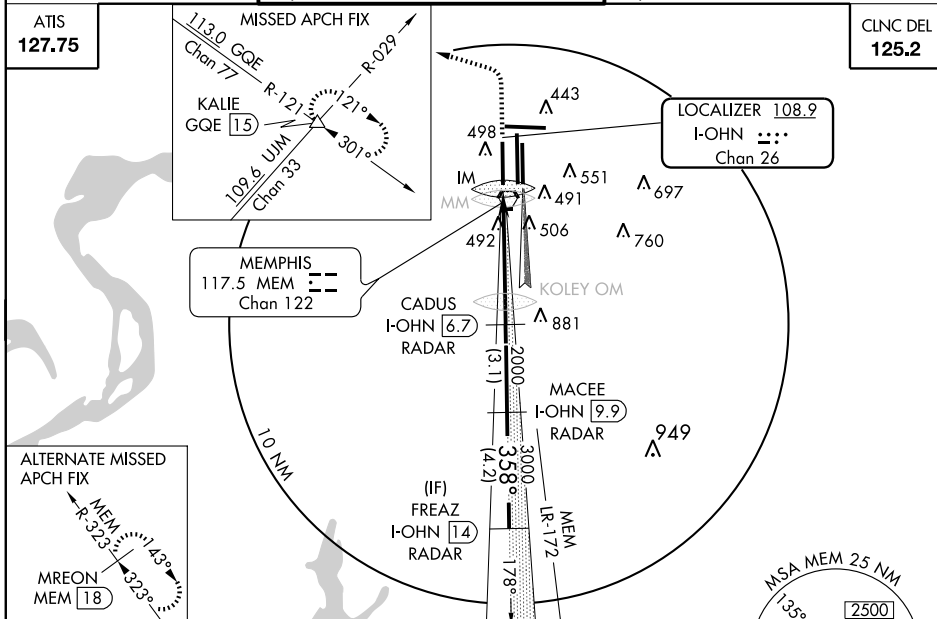 ATIS
127.75
MISSED APCH FIX
113.0 GQE
Chan 77
R-121
R-029
KALIE
GQE 15
121°
301°
109.6 UJM
Chan 33
CLNC DEL
125.2
443
LOCALIZER 108.9
I-OHN
Chan 26
498
IM
MM
551
491
697
492
506
760
MEMPHIS
117.5 MEM
Chan 122
KOLEY OM
CADUS
I-OHN 6.7
RADAR
881
2000
(3.1)
MACEE
I-OHN 9.9
RADAR
949
10 NM
3000
358°
(4.2)
(IF)
FREAZ
I-OHN 14
RADAR
MEM
LR-172
178°
ALTERNATE MISSED
APCH FIX
MEM
R-323
143°
323°
MREON
MEM 18
MSA MEM 25 NM
135°
2500